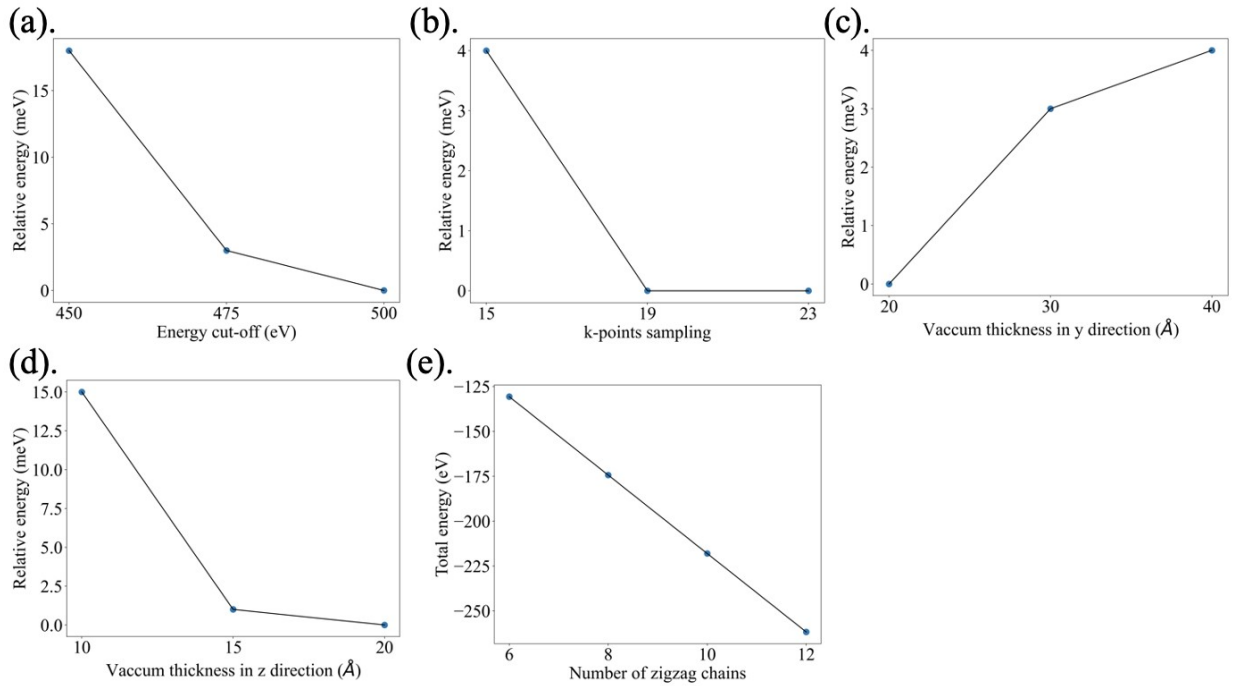 (a).
Relative energy (meV)
15
10
5
0
450 475 500
Energy cut-off (eV)
(b).
Relative energy (meV)
4
3
2
1
0
15 19 23
k-points sampling
(c).
Relative energy (meV)
4
3
2
1
0
20 30 40
Vaccum thickness in y direction (Å)
(d).
Relative energy (meV)
15.0
12.5
10.0
7.5
5.0
2.5
0.0
10 15 20
Vaccum thickness in z direction (Å)
(e).
Total energy (eV)
−125
−150
−175
−200
−225
−250
6 8 10 12
Number of zigzag chains